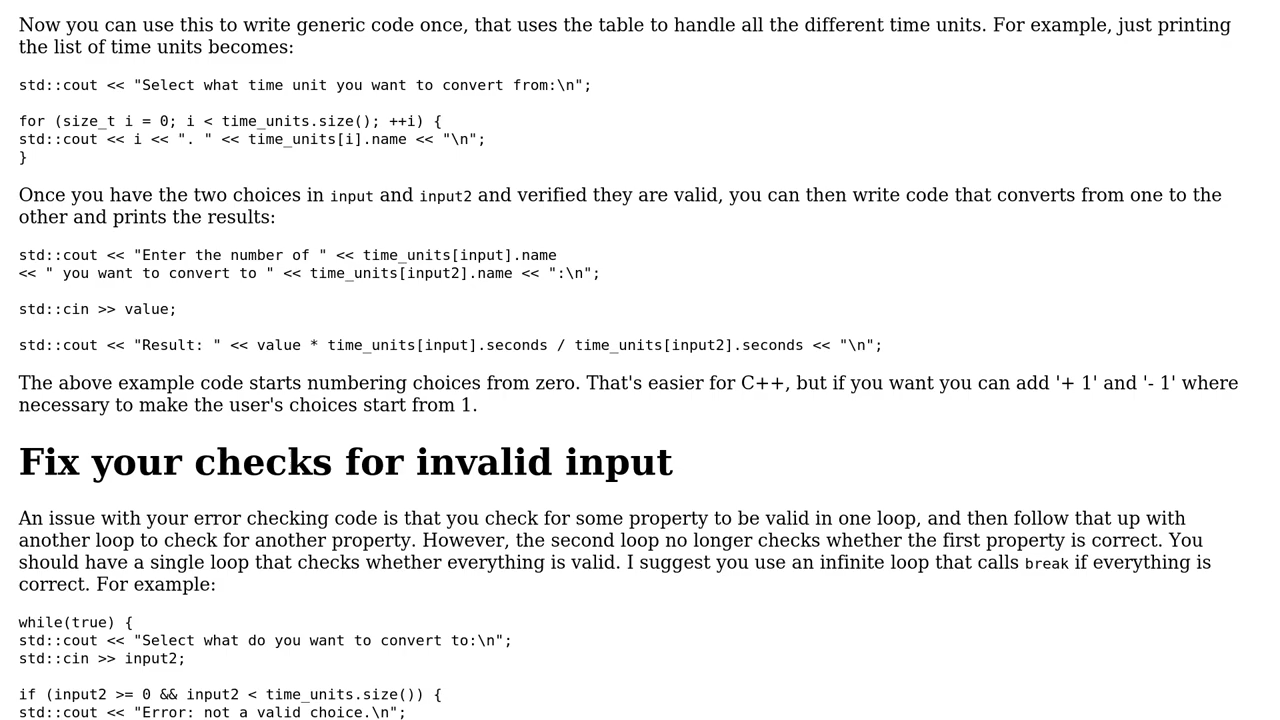 Now you can use this to write generic code once, that uses the table to handle all the different time units. For example, just printing
the list of time units becomes:
std::cout << "Select what time unit you want to convert from:\n";
for (size_t i = 0; i < time_units.size(); ++i) {
std::cout << i << ". " << time_units[i].name << "\n";
}
Once you have the two choices in input and input2 and verified they are valid, you can then write code that converts from one to the
other and prints the results:
std::cout << "Enter the number of " << time_units[input].name
<< " you want to convert to " << time_units[input2].name << ":\n";
std::cin >> value;
std::cout << "Result: " << value * time_units[input].seconds / time_units[input2].seconds << "\n";
The above example code starts numbering choices from zero. That's easier for C++, but if you want you can add '+ 1' and '- 1' where
necessary to make the user's choices start from 1.
Fix your checks for invalid input
An issue with your error checking code is that you check for some property to be valid in one loop, and then follow that up with
another loop to check for another property. However, the second loop no longer checks whether the first property is correct. You
should have a single loop that checks whether everything is valid. I suggest you use an infinite loop that calls break if everything is
correct. For example:
while(true) {
std::cout << "Select what do you want to convert to:\n";
std::cin >> input2;
if (input2 >= 0 && input2 < time_units.size()) {
std::cout << "Error: not a valid choice.\n";